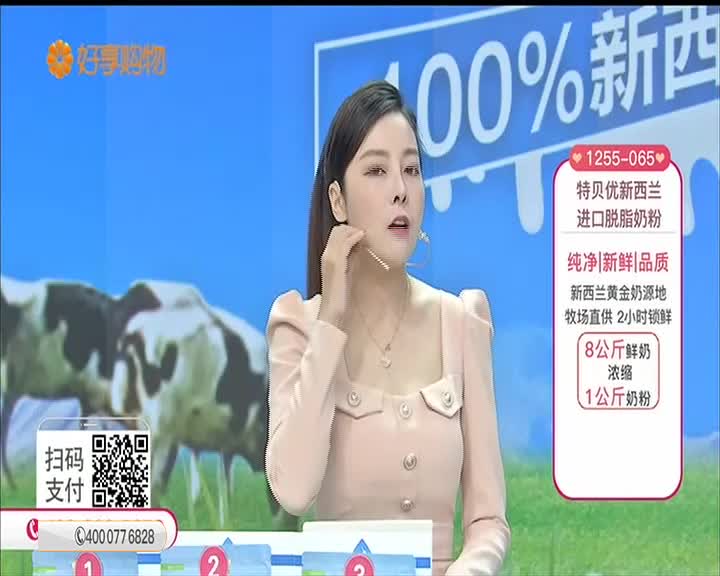 好享购物
100%新西
1255-065
特贝优新西兰
进口脱脂奶粉
纯净|新鲜|品质
新西兰黄金奶源地
牧场直供 2小时锁鲜
8公斤鲜奶
浓缩
1公斤奶粉
扫码
支付
4000776828
1
2
3